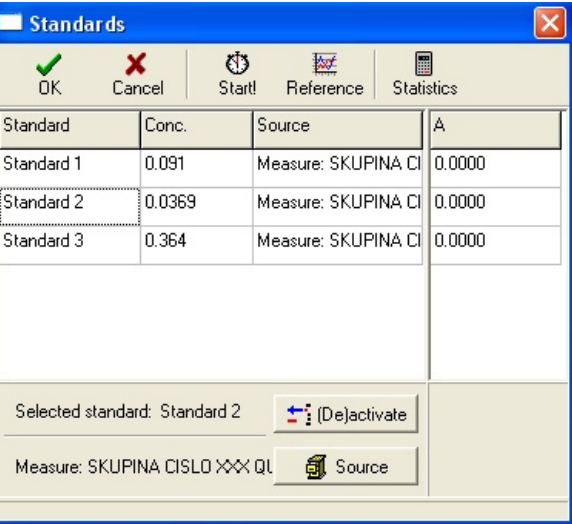 Standards
OK Cancel Start! Reference Statistics
Standard Conc. Source A
Standard 1 0.091 Measure: SKUPINA CI 0.0000
Standard 2 0.0369 Measure: SKUPINA CI 0.0000
Standard 3 0.364 Measure: SKUPINA CI 0.0000
Selected standard: Standard 2 (De)activate
Measure: SKUPINA CISLO XXX QU Source